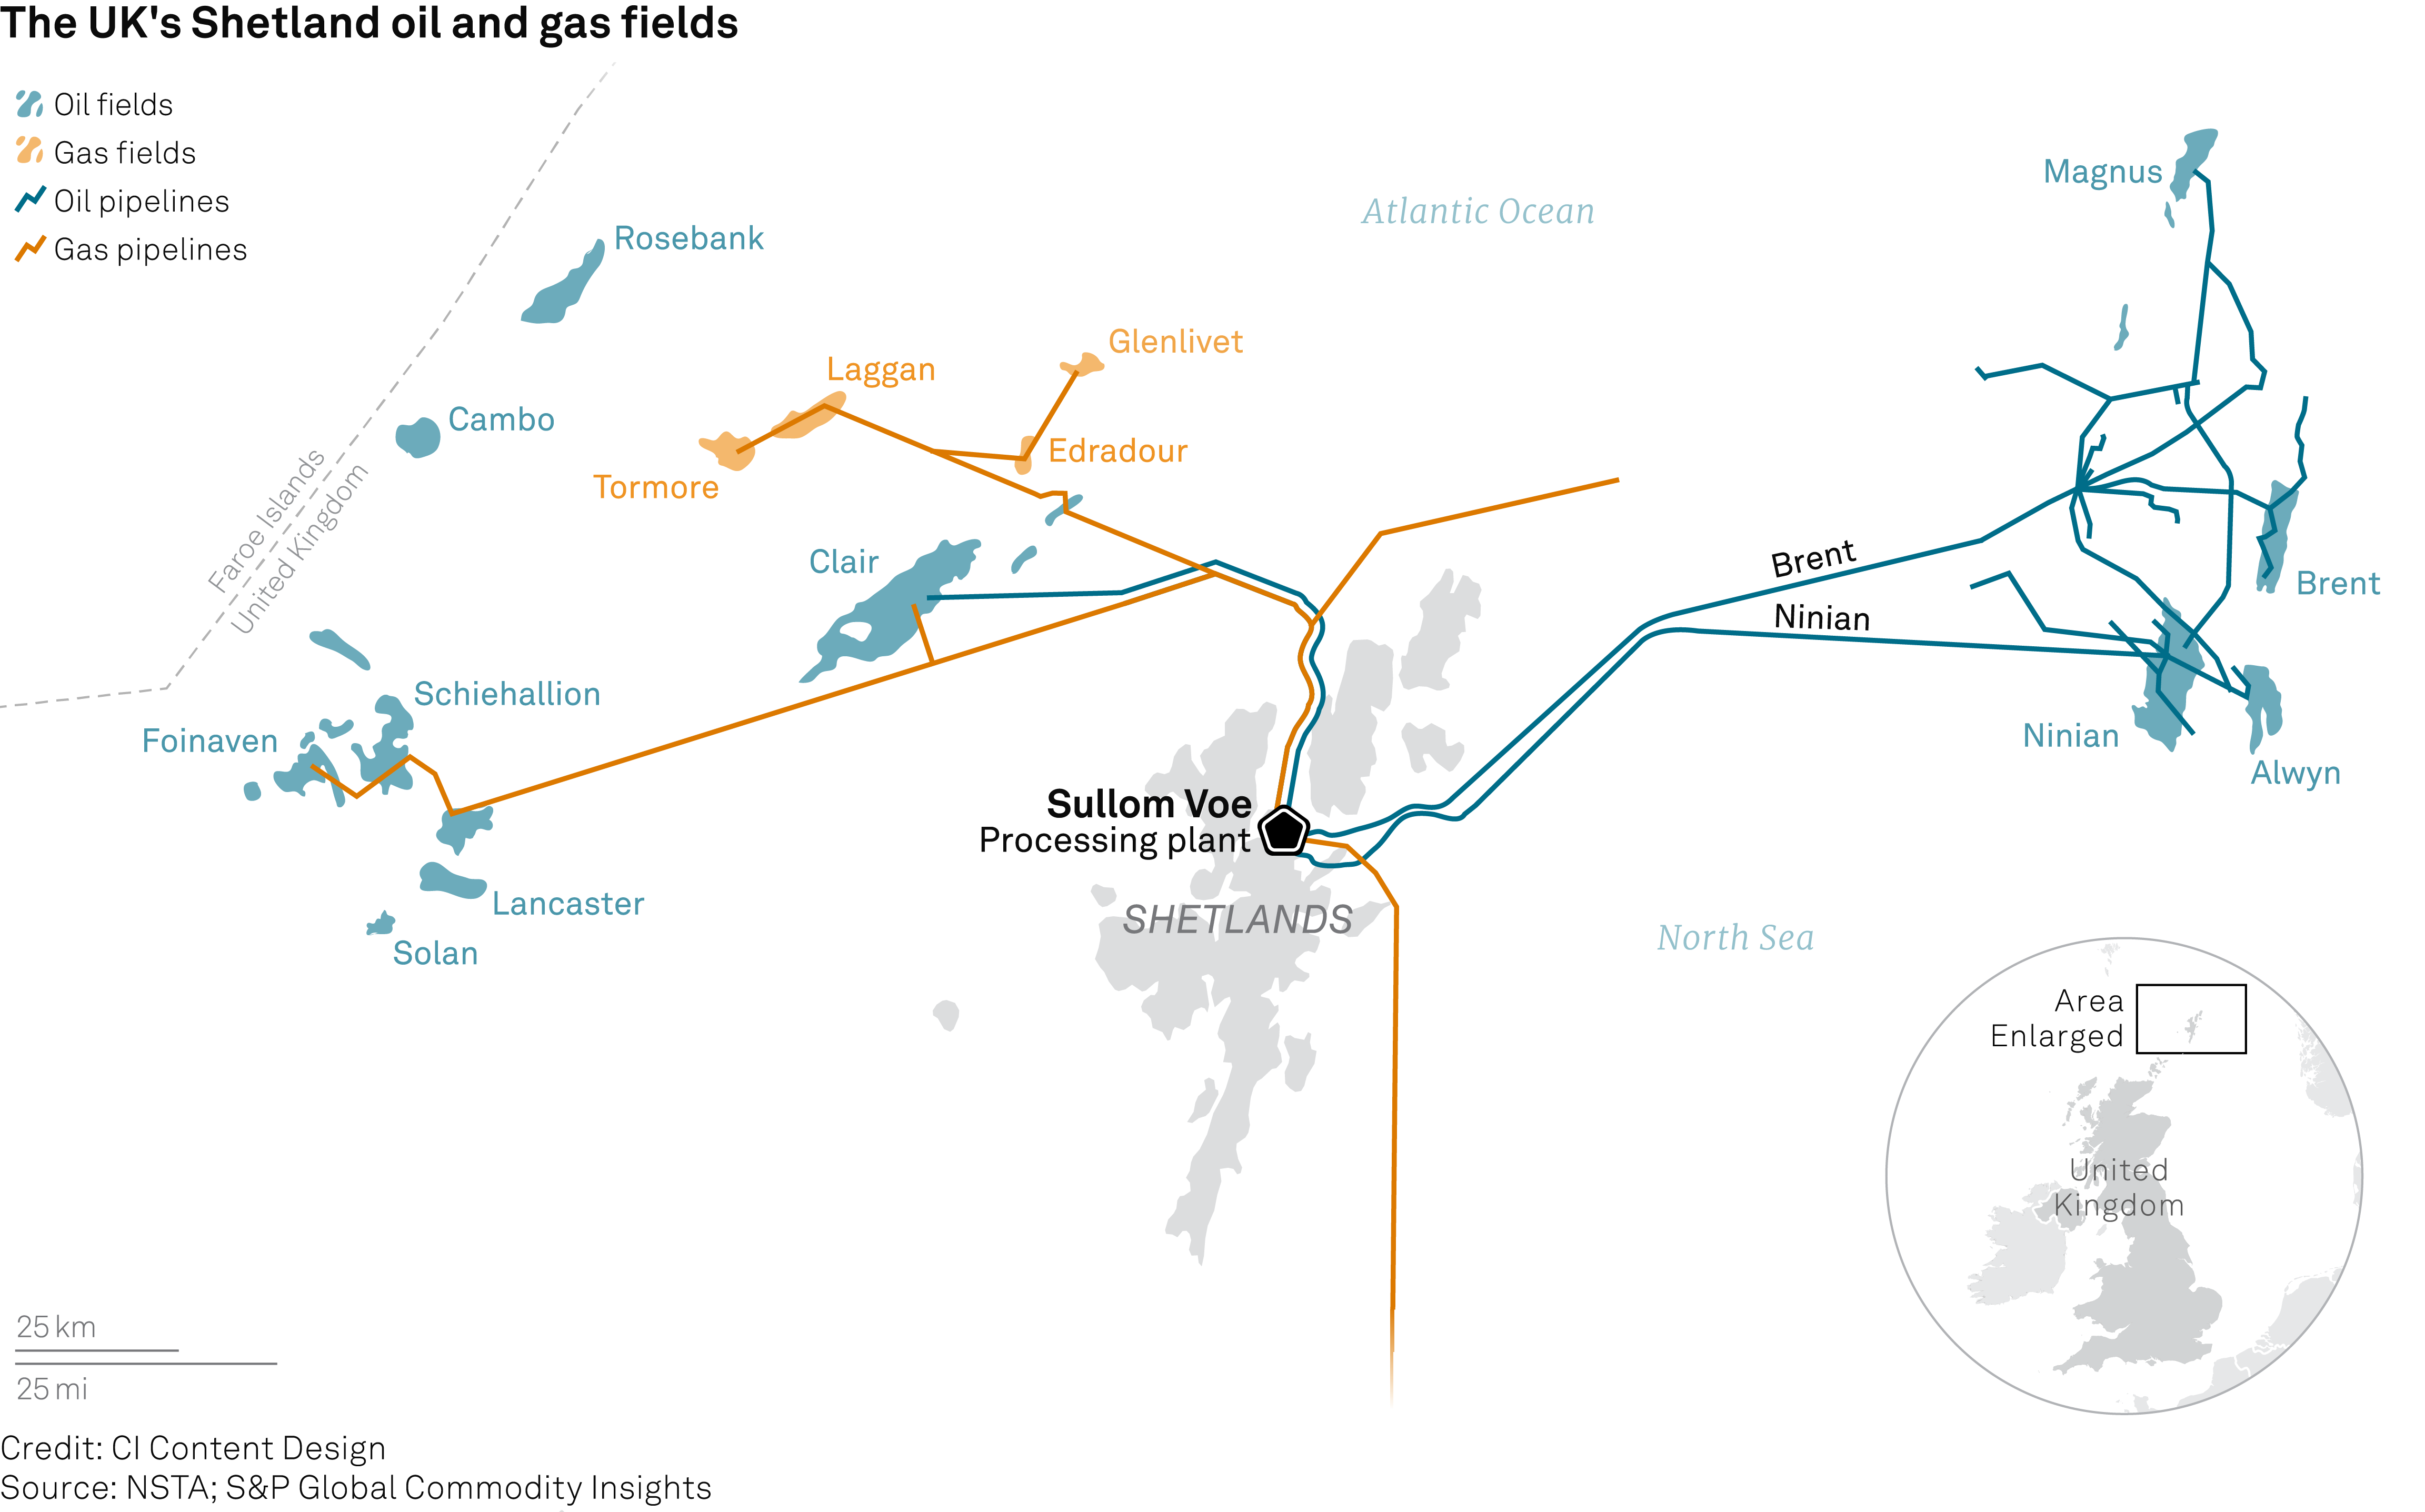 The UK's Shetland oil and gas fields
Oil fields
Gas fields
Oil pipelines
Gas pipelines
Atlantic Ocean
Magnus
Rosebank
Glenlivet
Laggan
Cambo
Edradour
Tormore
Faroe Islands
United Kingdom
Clair
Brent
Brent
Ninian
Schiehallion
Foinaven
Ninian
Alwyn
Sullom Voe
Processing plant
Lancaster
SHETLANDS
North Sea
Solan
Area
Enlarged
United
Kingdom
25 km
25 mi
Credit: CI Content Design
Source: NSTA; S&P Global Commodity Insights